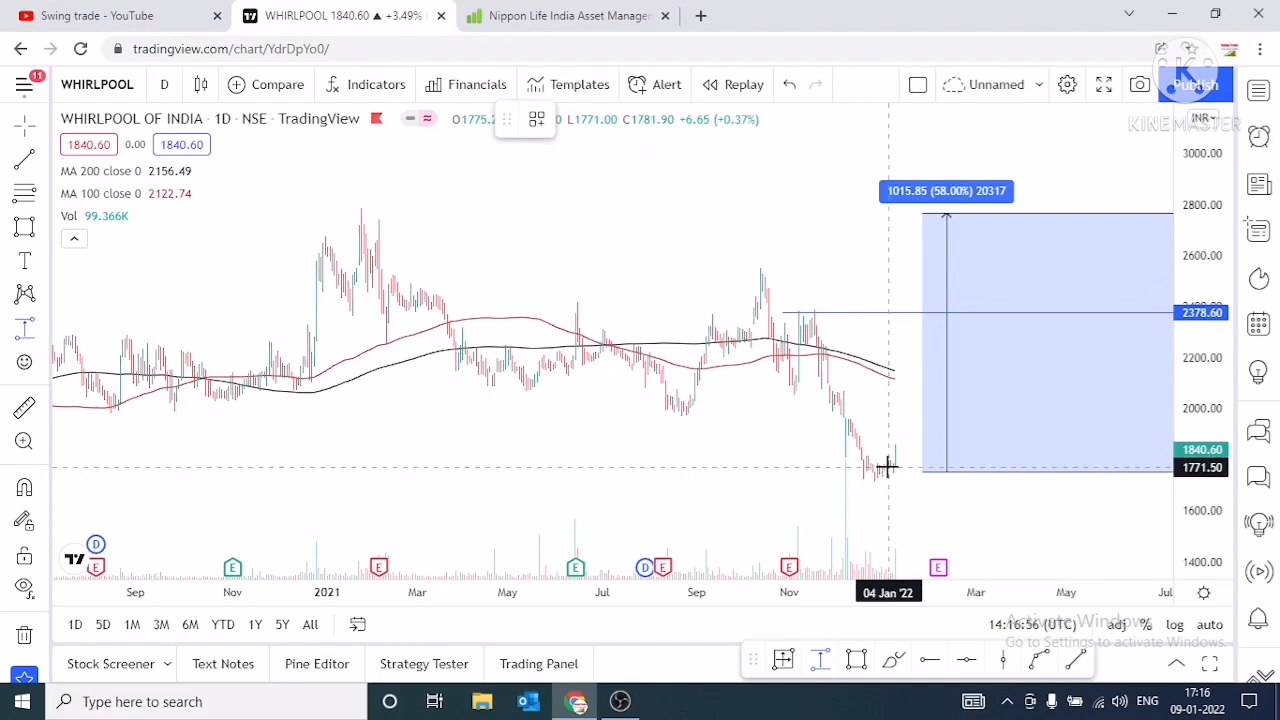 Swing trade - YouTube
WHIRLPOOL 1840.60 ▲ +3.49%
Nippon Life India Asset Managem
tradingview.com/chart/YdrDpYo0/
11
WHIRLPOOL D Compare Indicators Financials Templates Alert Replay Unnamed Publish
KINEMASTER
WHIRLPOOL OF INDIA · 1D · NSE · TradingView L1771.00 C1781.90 +6.65 (+0.37%)
INR
1840.60 0.00 1840.60
MA 200 close 0 2156.49
MA 100 close 0 2122.74
Vol 99.366K
1015.85 (58.00%) 20317
3000.00
2800.00
2600.00
2400.00
2378.60
2200.00
2000.00
1840.60
1771.50
1600.00
1400.00
D E E E E D E E E
Sep Nov 2021 Mar May Jul Sep Nov 04 Jan '22 Mar May Jul
1D 5D 1M 3M 6M YTD 1Y 5Y All 14:16:56 (UTC) adj % log auto
Activate Windows
Go to Settings to activate Windows.
Stock Screener Text Notes Pine Editor Strategy Tester Trading Panel
Type here to search
ENG
17:16
09-01-2022